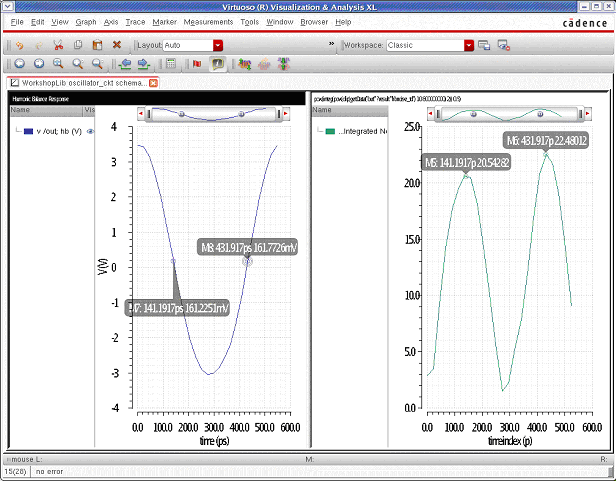 Virtuoso (R) Visualization & Analysis XL
File Edit View Graph Axis Trace Marker Measurements Tools Window Browser Help
cādence
Layout: Auto
»
Workspace: Classic
WorkshopLib oscillator_ckt schema...
Harmonic Balance Response
Name Vis
v /out; hb (V)
4
3
2
1
0
-1
-2
-3
-4
V (V)
M8: 431.917ps 161.7726mV
M7: 141.1917ps 161.2251mV
0.0 100.0 200.0 300.0 400.0 500.0 600.0
time (ps)
Name
...Integrated No
25.0
20.0
15.0
10.0
5.0
0.0
M6: 431.917p 22.48012
M5: 141.1917p 20.54282
0.0 100.0 200.0 300.0 400.0 500.0 600.0
timeindex (p)
mouse L: M: R:
15(28) no error